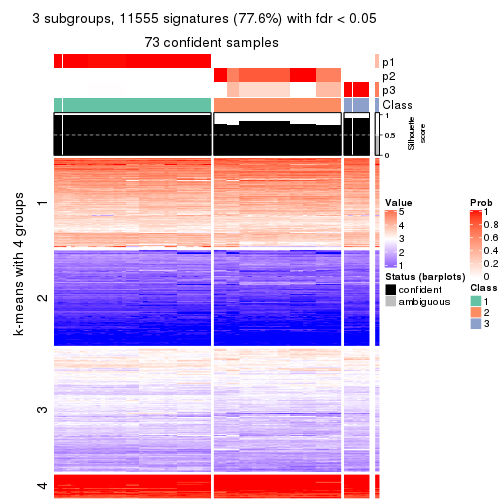 3 subgroups, 11555 signatures (77.6%) with fdr < 0.05
73 confident samples
p1
p2
p3
Class
1
0.5
0
Silhouette
score
k-means with 4 groups
1
2
3
4
Value
5
4
3
2
1
Status (barplots)
confident
ambiguous
Prob
1
0.8
0.6
0.4
0.2
0
Class
1
2
3